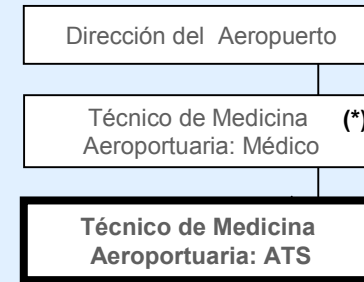 Dirección del Aeropuerto
Técnico de Medicina (*)
Aeroportuaria: Médico
Técnico de Medicina
Aeroportuaria: ATS